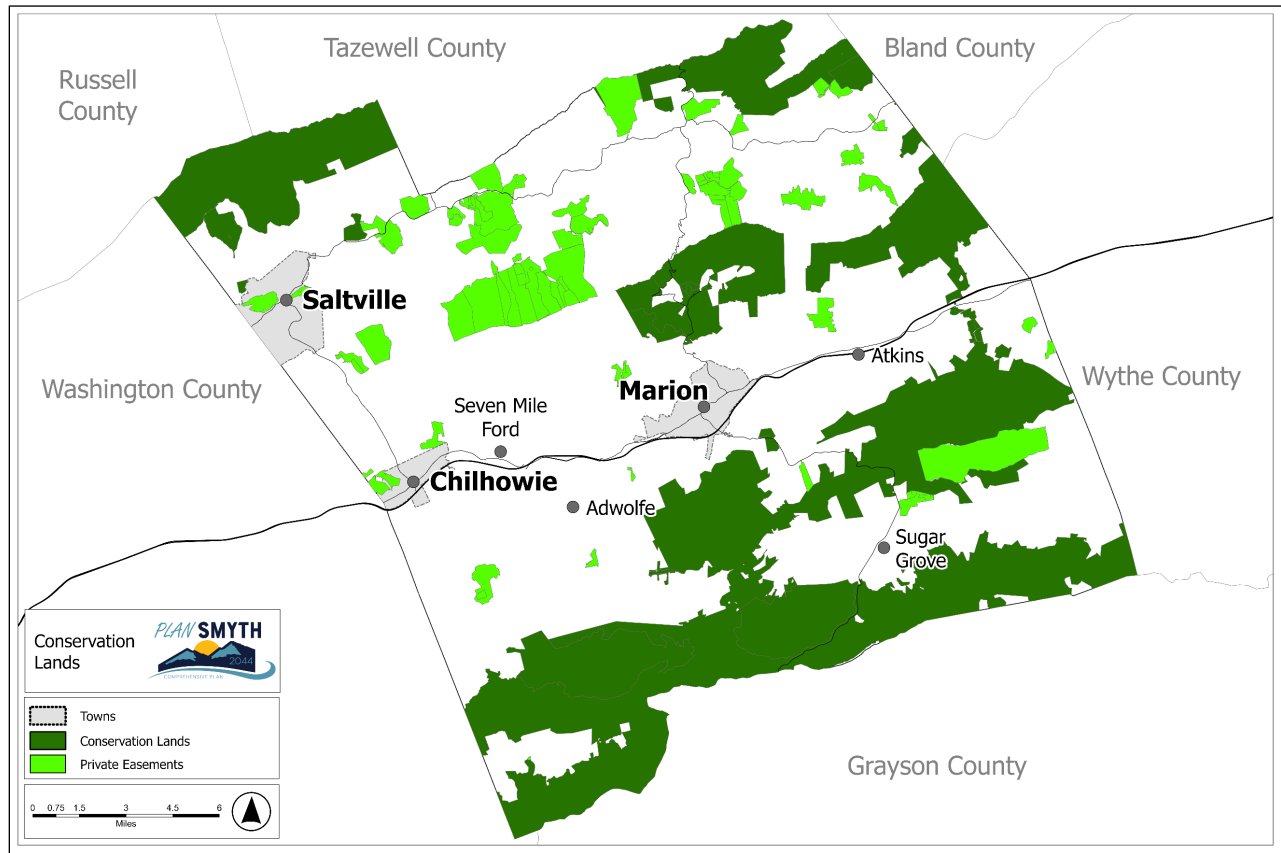 Tazewell County
Bland County
Russell
County
Saltville
Washington County
Atkins
Marion
Wythe County
Seven Mile
Ford
Chilhowie
Adwolfe
Sugar
Grove
Grayson County
Conservation
Lands
PLAN SMYTH
2044
COMPREHENSIVE PLAN
Towns
Conservation Lands
Private Easements
0 0.75 1.5 3 4.5 6
Miles